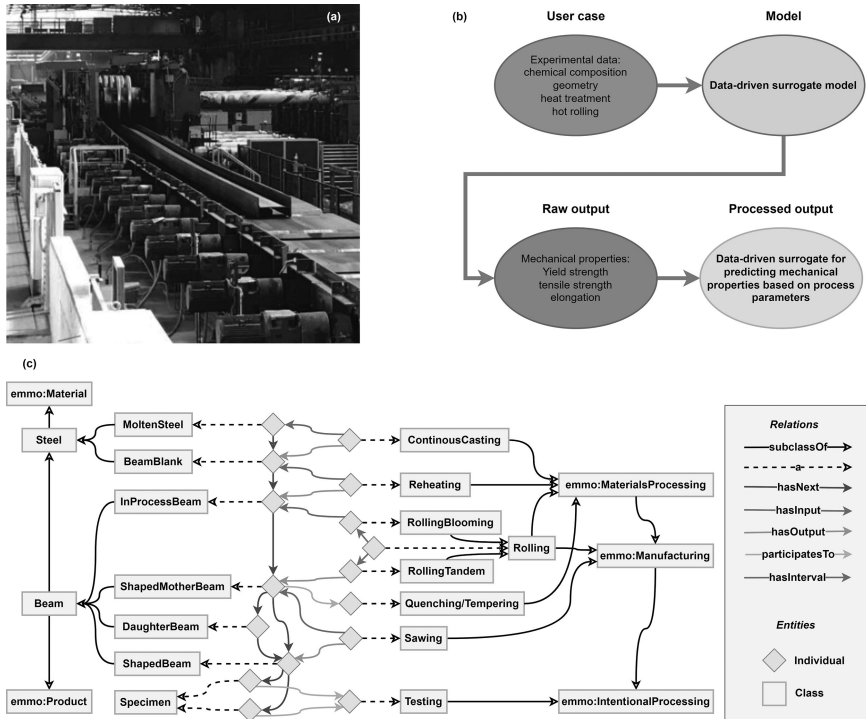 (a)
(b)
User case
Model
Experimental data:
chemical composition
geometry
heat treatment
hot rolling
Data-driven surrogate model
Raw output
Processed output
Mechanical properties:
Yield strength
tensile strength
elongation
Data-driven surrogate for
predicting mechanical
properties based on process
parameters
(c)
emmo:Material
Steel
MoltenSteel
BeamBlank
InProcessBeam
ShapedMotherBeam
Beam
DaughterBeam
ShapedBeam
emmo:Product
Specimen
ContinousCasting
Reheating
RollingBlooming
Rolling
RollingTandem
Quenching/Tempering
Sawing
Testing
emmo:MaterialsProcessing
emmo:Manufacturing
emmo:IntentionalProcessing
Relations
subclassOf
a
hasNext
hasInput
hasOutput
participatesTo
hasInterval
Entities
Individual
Class